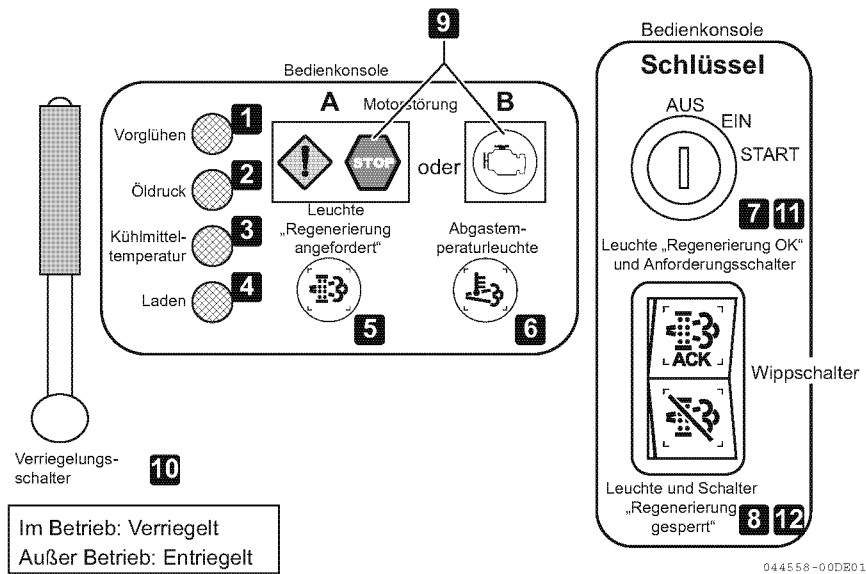 9
Bedienkonsole
A Motorstörung B
Vorglühen
1
Öldruck
2
Kühlmittel-
temperatur
3
Laden
4
STOP
oder
Leuchte
„Regenerierung
angefordert“
5
Abgastem-
peraturleuchte
6
Verriegelungs-
schalter
10
Im Betrieb: Verriegelt
Außer Betrieb: Entriegelt
Bedienkonsole
Schlüssel
AUS
EIN
START
7 11
Leuchte „Regenerierung OK“
und Anforderungsschalter
ACK
Wippschalter
Leuchte und Schalter
„Regenerierung
gesperrt“
8 12
044558-00DE01